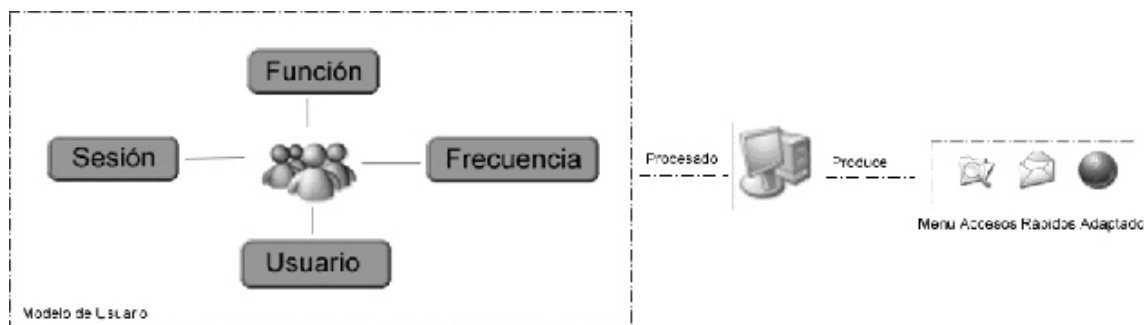 Función
Sesión
Frecuencia
Usuario
Modelo de Usuario
Procesado
Produce
Menu Accesos Rápidos Adaptado